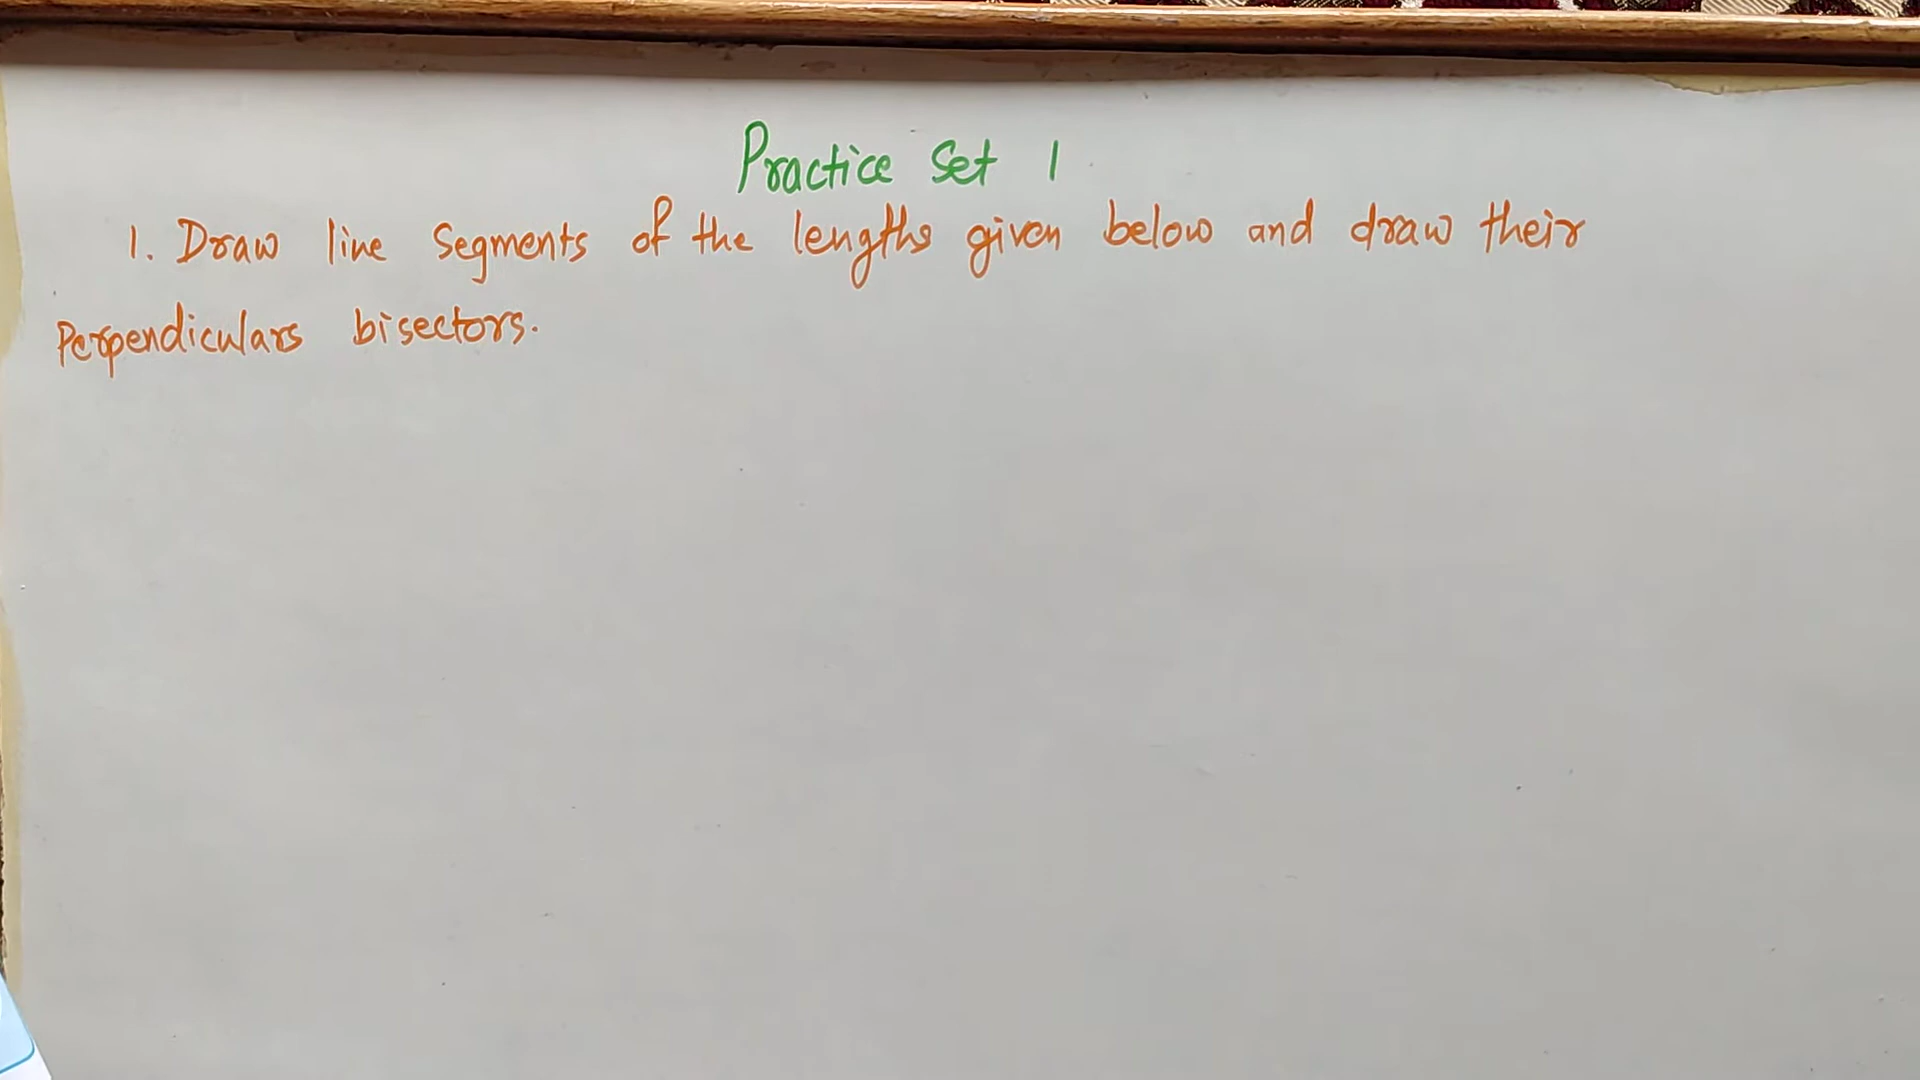 Practice Set 1
1. Draw line Segments of the lengths given below and draw their
Perpendiculars bisectors.